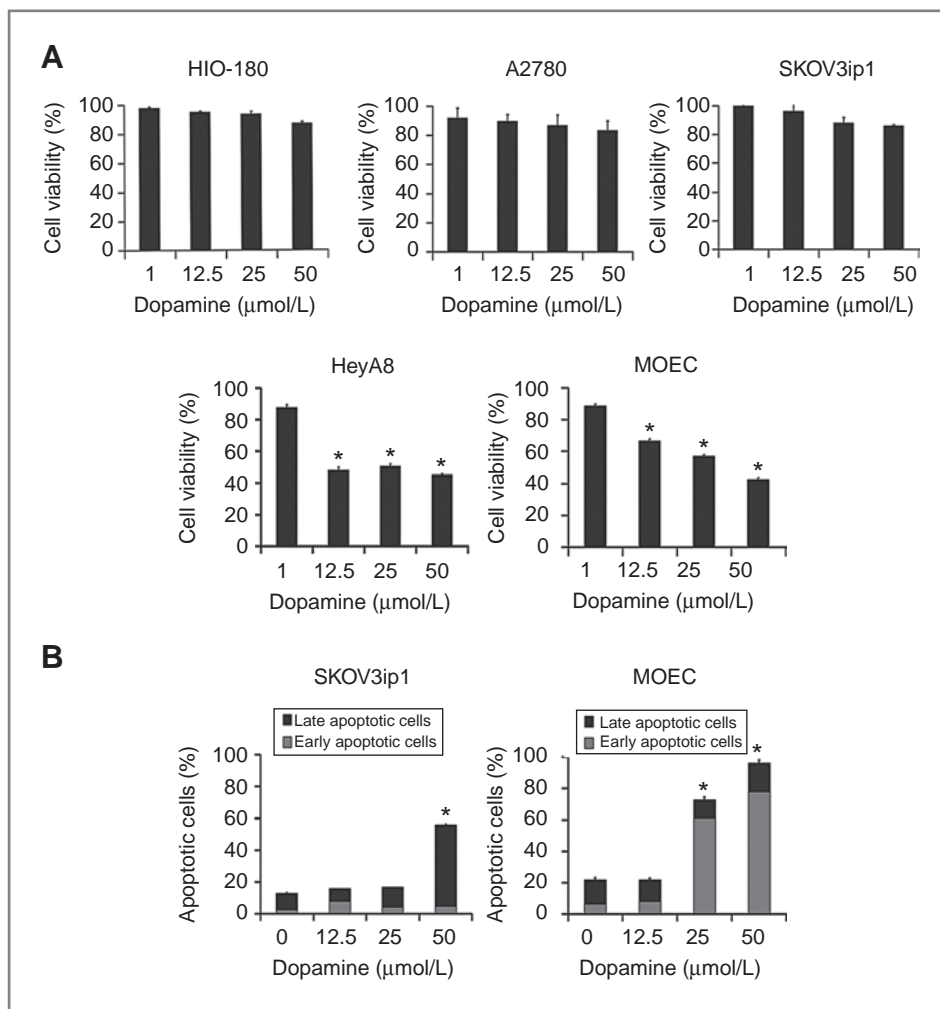 A
HIO-180
A2780
SKOV3ip1
Cell viability (%)
100
80
60
40
20
0
1 12.5 25 50
Dopamine (μmol/L)
Cell viability (%)
100
80
60
40
20
0
1 12.5 25 50
Dopamine (μmol/L)
Cell viability (%)
100
80
60
40
20
0
1 12.5 25 50
Dopamine (μmol/L)
HeyA8
MOEC
Cell viability (%)
100
80
60
40
20
0
* * *
1 12.5 25 50
Dopamine (μmol/L)
Cell viability (%)
100
80
60
40
20
0
* * *
1 12.5 25 50
Dopamine (μmol/L)
B
SKOV3ip1
MOEC
Late apoptotic cells
Early apoptotic cells
Apoptotic cells (%)
100
80
60
40
20
0
*
0 12.5 25 50
Dopamine (μmol/L)
Late apoptotic cells
Early apoptotic cells
Apoptotic cells (%)
100
80
60
40
20
0
* *
0 12.5 25 50
Dopamine (μmol/L)